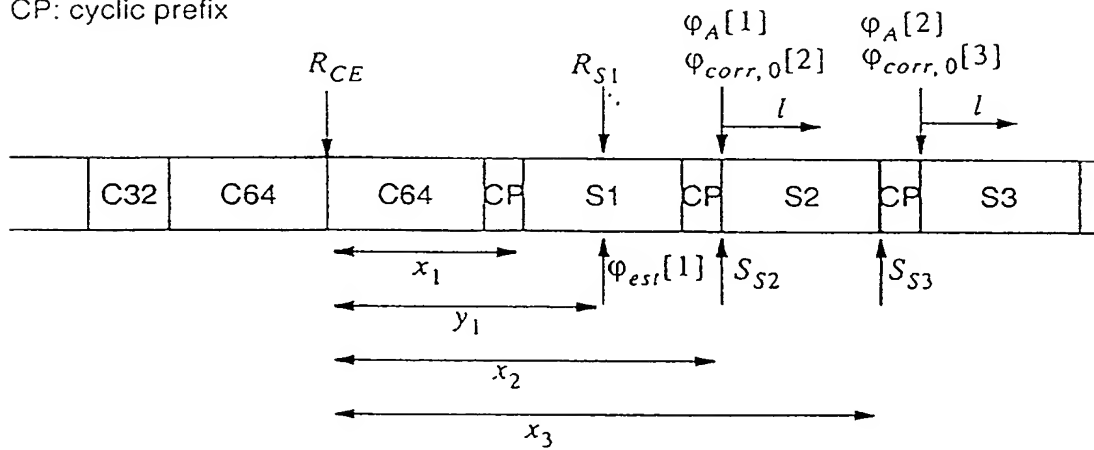 CP: cyclic prefix
φ_A[1]
φ_A[2]
R_CE
R_S1
φ_corr, 0[2]
φ_corr, 0[3]
l
l
C32
C64
C64
CP
S1
CP
S2
CP
S3
x_1
φ_est[1]
S_S2
S_S3
y_1
x_2
x_3